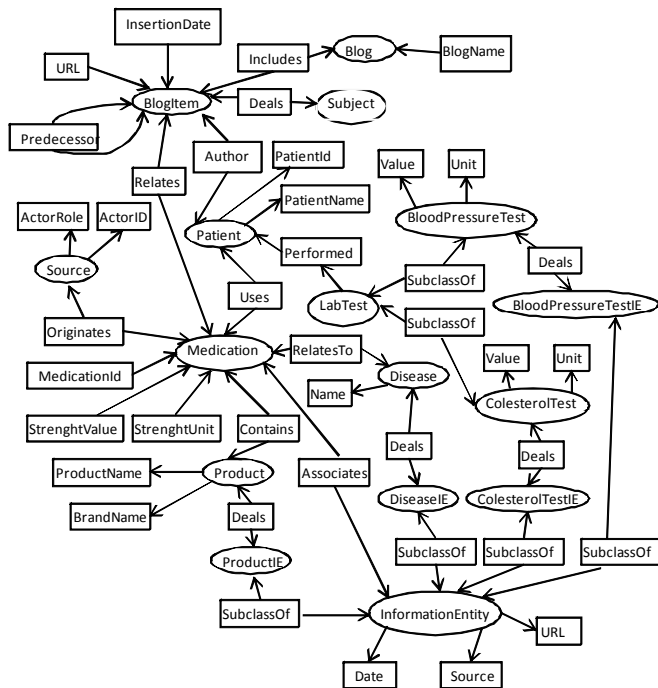 InsertionDate
Includes
Blog
BlogName
URL
BlogItem
Deals
Subject
Predecessor
Author
PatientId
Relates
Value
Unit
PatientName
ActorRole
ActorID
BloodPressureTest
Patient
Performed
Source
Deals
SubclassOf
Uses
LabTest
BloodPressureTestIE
Originates
SubclassOf
Medication
RelatesTo
Value
Unit
MedicationId
Disease
Name
ColesterolTest
StrenghtValue
StrenghtUnit
Contains
Deals
Deals
ProductName
Product
Associates
DiseaseIE
ColesterolTestIE
BrandName
Deals
SubclassOf
SubclassOf
SubclassOf
ProductIE
SubclassOf
InformationEntity
URL
Date
Source